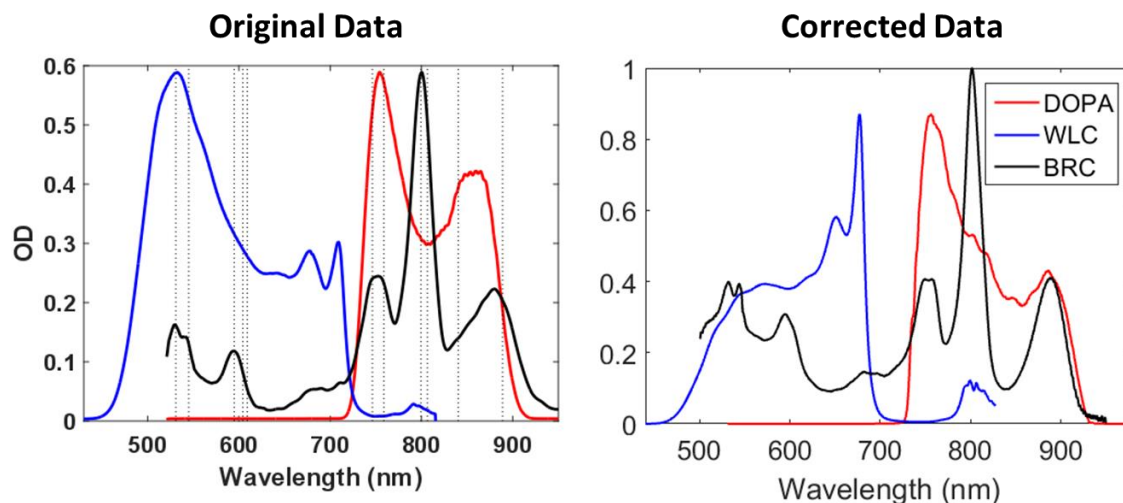 Original Data
0.6
0.5
0.4
0.3
0.2
0.1
0
OD
500 600 700 800 900
Wavelength (nm)
Corrected Data
1
0.8
0.6
0.4
0.2
0
DOPA
WLC
BRC
500 600 700 800 900
Wavelength (nm)